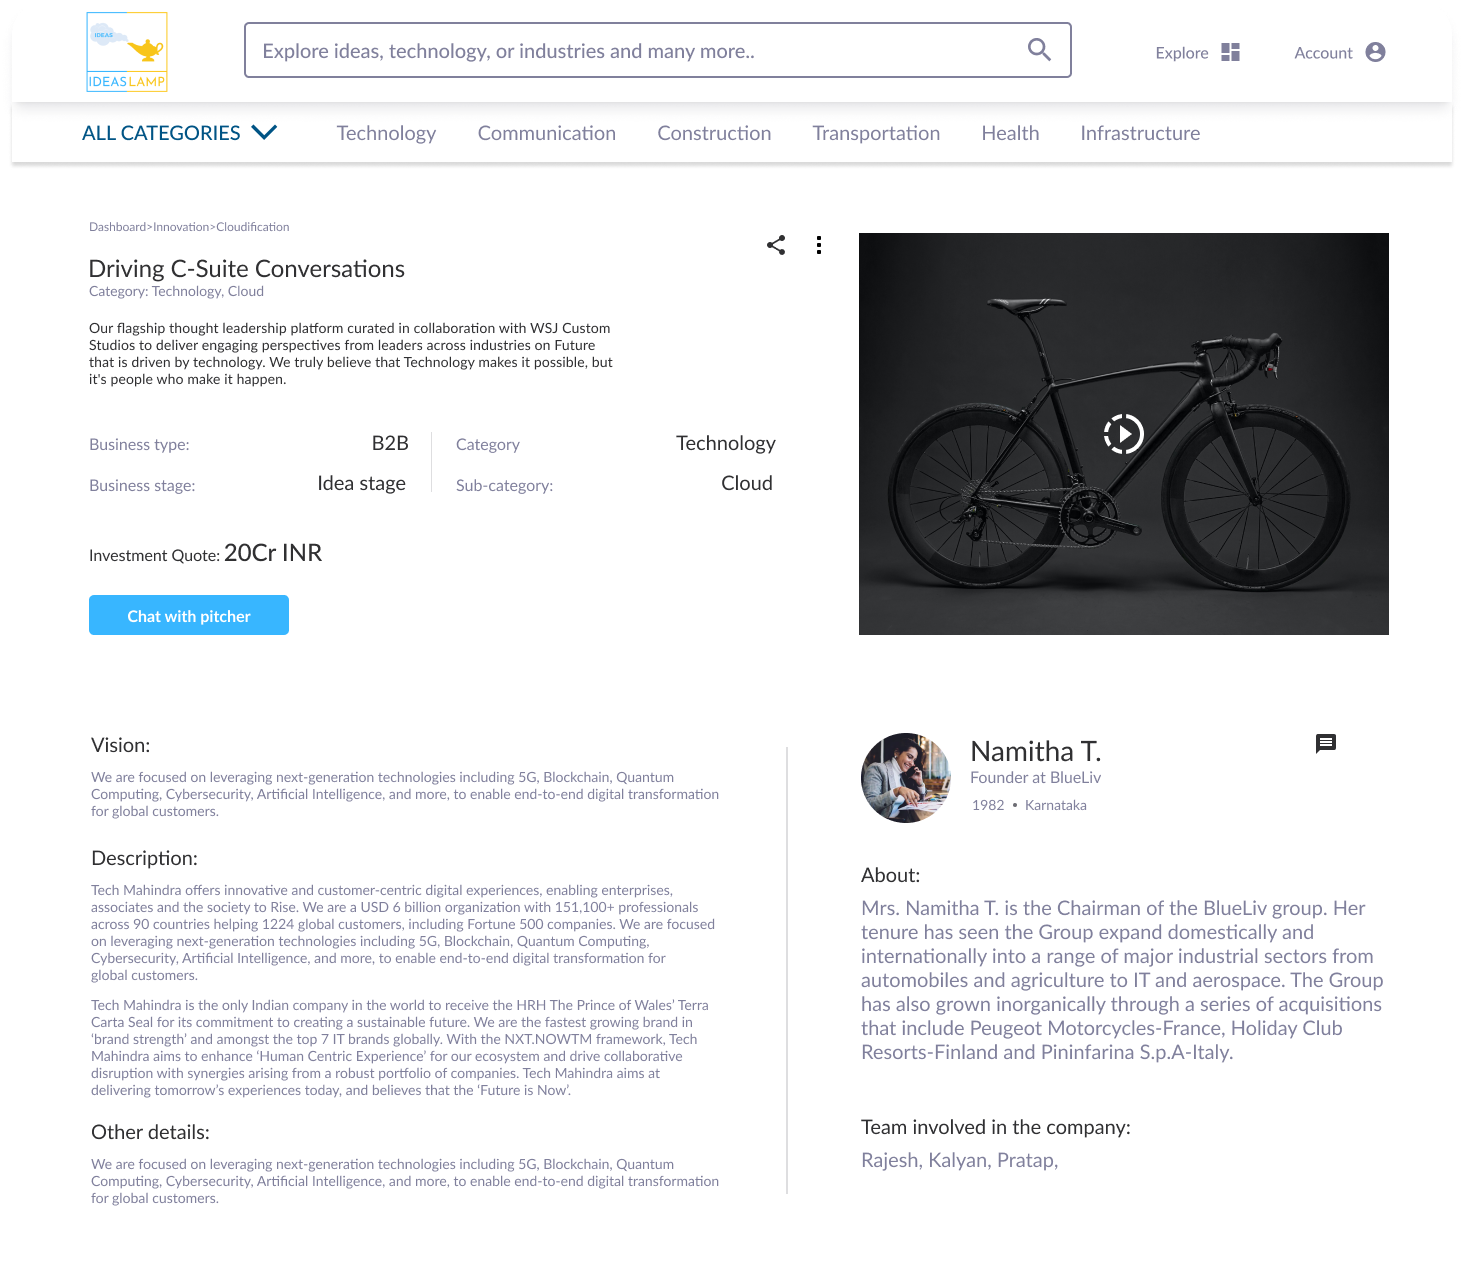 IDEAS
IDEAS LAMP
Explore ideas, technology, or industries and many more..
Explore
Account
ALL CATEGORIES
Technology
Communication
Construction
Transportation
Health
Infrastructure
Dashboard>Innovation>Cloudification
Driving C-Suite Conversations
Category: Technology, Cloud
Our flagship thought leadership platform curated in collaboration with WSJ Custom
Studios to deliver engaging perspectives from leaders across industries on Future
that is driven by technology. We truly believe that Technology makes it possible, but
it's people who make it happen.
Business type: B2B
Category Technology
Business stage: Idea stage
Sub-category: Cloud
Investment Quote: 20Cr INR
Chat with pitcher
Vision:
We are focused on leveraging next-generation technologies including 5G, Blockchain, Quantum
Computing, Cybersecurity, Artificial Intelligence, and more, to enable end-to-end digital transformation
for global customers.
Description:
Tech Mahindra offers innovative and customer-centric digital experiences, enabling enterprises,
associates and the society to Rise. We are a USD 6 billion organization with 151,100+ professionals
across 90 countries helping 1224 global customers, including Fortune 500 companies. We are focused
on leveraging next-generation technologies including 5G, Blockchain, Quantum Computing,
Cybersecurity, Artificial Intelligence, and more, to enable end-to-end digital transformation for
global customers.
Tech Mahindra is the only Indian company in the world to receive the HRH The Prince of Wales’ Terra
Carta Seal for its commitment to creating a sustainable future. We are the fastest growing brand in
‘brand strength’ and amongst the top 7 IT brands globally. With the NXT.NOWTM framework, Tech
Mahindra aims to enhance ‘Human Centric Experience’ for our ecosystem and drive collaborative
disruption with synergies arising from a robust portfolio of companies. Tech Mahindra aims at
delivering tomorrow’s experiences today, and believes that the ‘Future is Now’.
Other details:
We are focused on leveraging next-generation technologies including 5G, Blockchain, Quantum
Computing, Cybersecurity, Artificial Intelligence, and more, to enable end-to-end digital transformation
for global customers.
Namitha T.
Founder at BlueLiv
1982 • Karnataka
About:
Mrs. Namitha T. is the Chairman of the BlueLiv group. Her
tenure has seen the Group expand domestically and
internationally into a range of major industrial sectors from
automobiles and agriculture to IT and aerospace. The Group
has also grown inorganically through a series of acquisitions
that include Peugeot Motorcycles-France, Holiday Club
Resorts-Finland and Pininfarina S.p.A-Italy.
Team involved in the company:
Rajesh, Kalyan, Pratap,